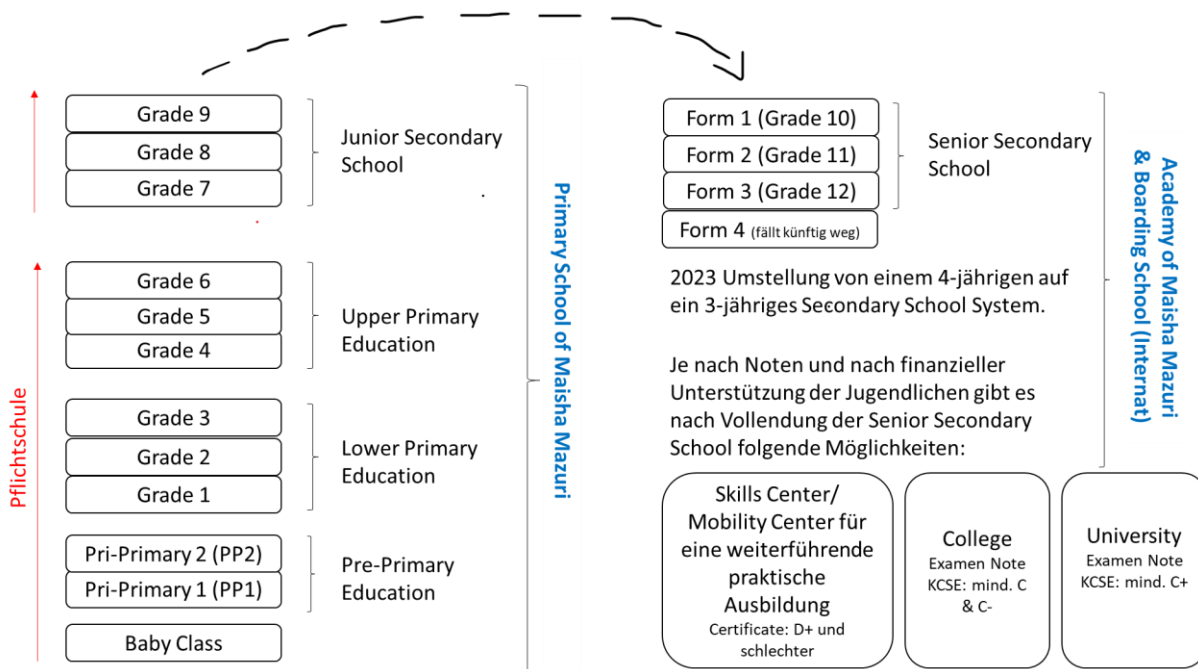 Grade 9
Grade 8
Grade 7
Junior Secondary
School
Grade 6
Grade 5
Grade 4
Upper Primary
Education
Grade 3
Grade 2
Grade 1
Lower Primary
Education
Pri-Primary 2 (PP2)
Pri-Primary 1 (PP1)
Pre-Primary
Education
Baby Class
Pflichtschule
Primary School of Maisha Mazuri
Form 1 (Grade 10)
Form 2 (Grade 11)
Form 3 (Grade 12)
Form 4 (fällt künftig weg)
Senior Secondary
School
2023 Umstellung von einem 4-jährigen auf
ein 3-jähriges Secondary School System.
Je nach Noten und nach finanzieller
Unterstützung der Jugendlichen gibt es
nach Vollendung der Senior Secondary
School folgende Möglichkeiten:
Academy of Maisha Mazuri
& Boarding School (Internat)
Skills Center/
Mobility Center für
eine weiterführende
praktische
Ausbildung
Certificate: D+ und
schlechter
College
Examen Note
KCSE: mind. C
& C-
University
Examen Note
KCSE: mind. C+